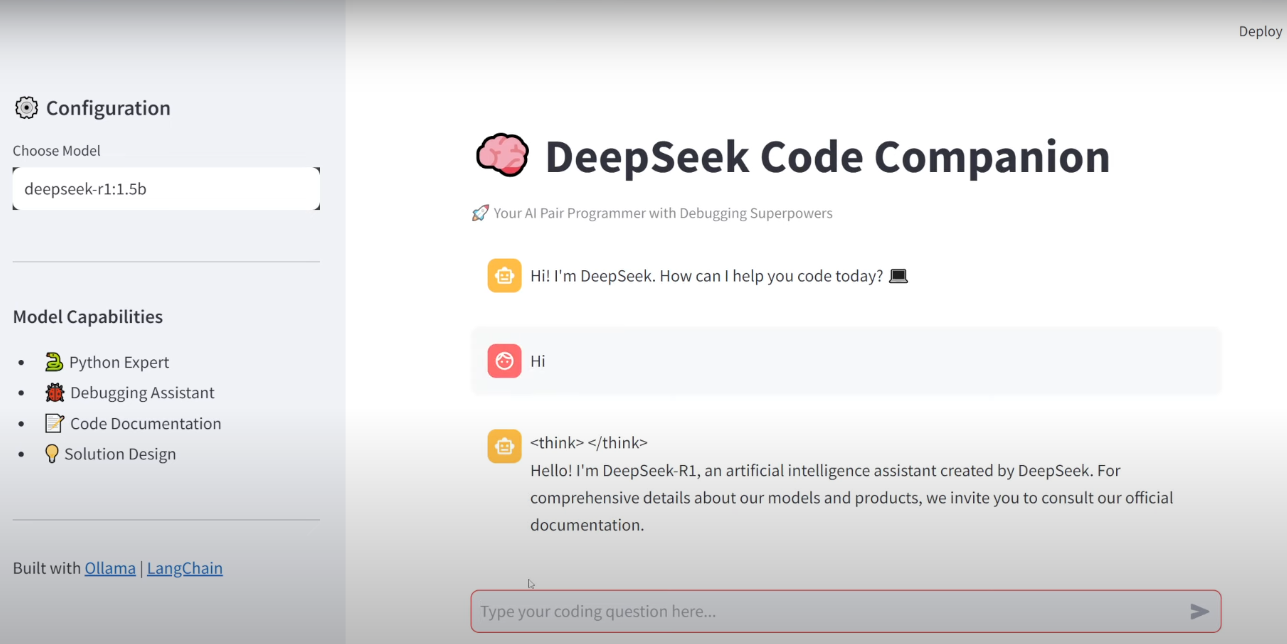 Deploy
Configuration
Choose Model
deepseek-r1:1.5b
Model Capabilities
Python Expert
Debugging Assistant
Code Documentation
Solution Design
Built with Ollama | LangChain
DeepSeek Code Companion
Your AI Pair Programmer with Debugging Superpowers
Hi! I'm DeepSeek. How can I help you code today?
Hi
<think> </think>
Hello! I'm DeepSeek-R1, an artificial intelligence assistant created by DeepSeek. For
comprehensive details about our models and products, we invite you to consult our official
documentation.
Type your coding question here...